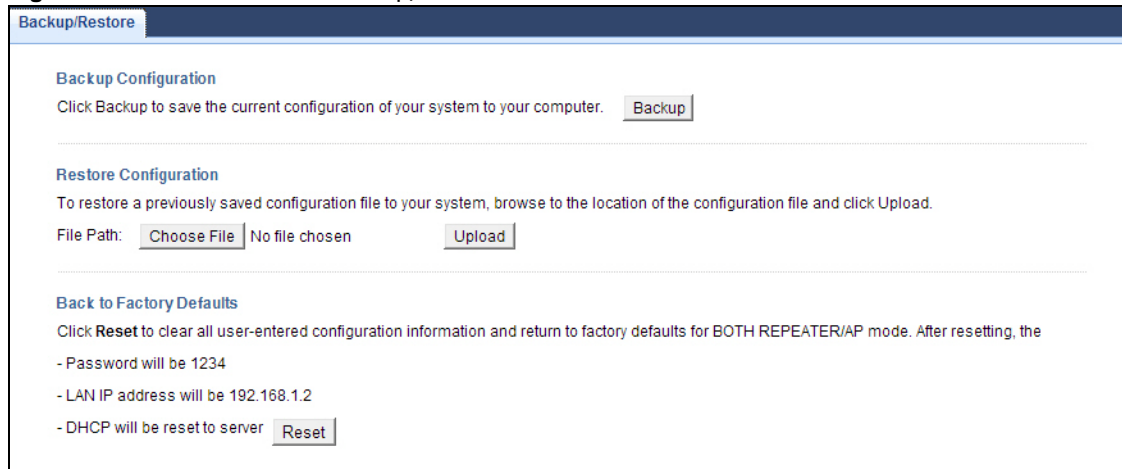 Backup/Restore
Backup Configuration
Click Backup to save the current configuration of your system to your computer. Backup
Restore Configuration
To restore a previously saved configuration file to your system, browse to the location of the configuration file and click Upload.
File Path: Choose File No file chosen Upload
Back to Factory Defaults
Click Reset to clear all user-entered configuration information and return to factory defaults for BOTH REPEATER/AP mode. After resetting, the
- Password will be 1234
- LAN IP address will be 192.168.1.2
- DHCP will be reset to server Reset